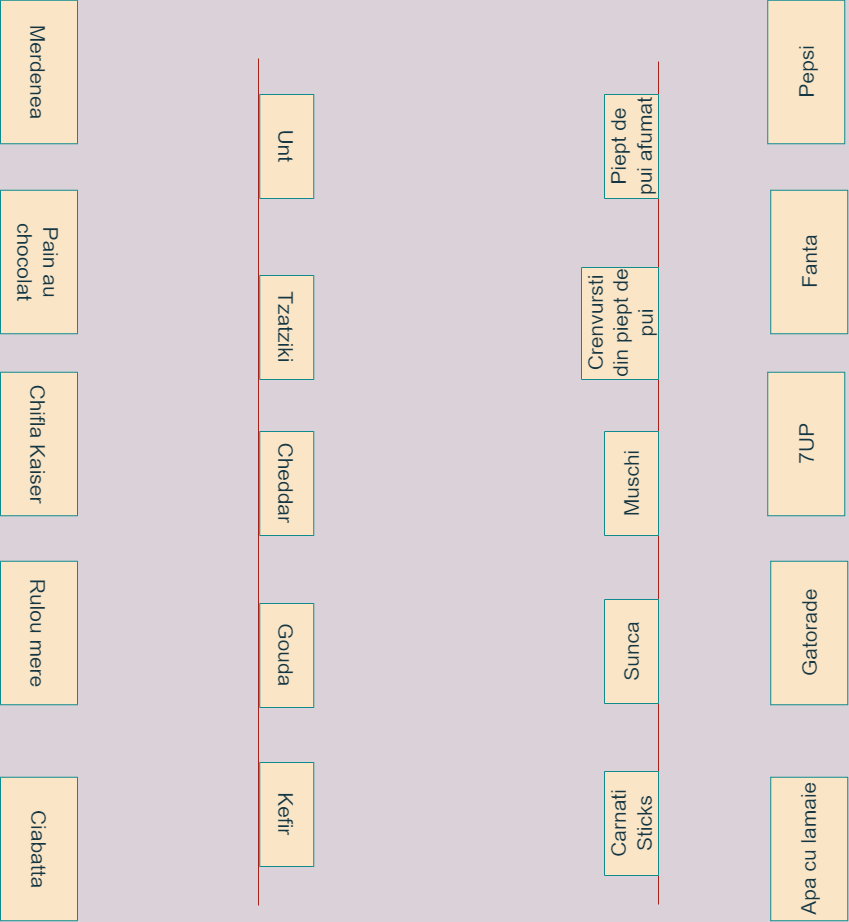 Merdenea
Pain au
chocolat
Chifla Kaiser
Rulou mere
Ciabatta
Unt
Tzatziki
Cheddar
Gouda
Kefir
Piept de
pui afumat
Crenvursti
din piept de
pui
Muschi
Sunca
Carnati
Sticks
Pepsi
Fanta
7UP
Gatorade
Apa cu lamaie